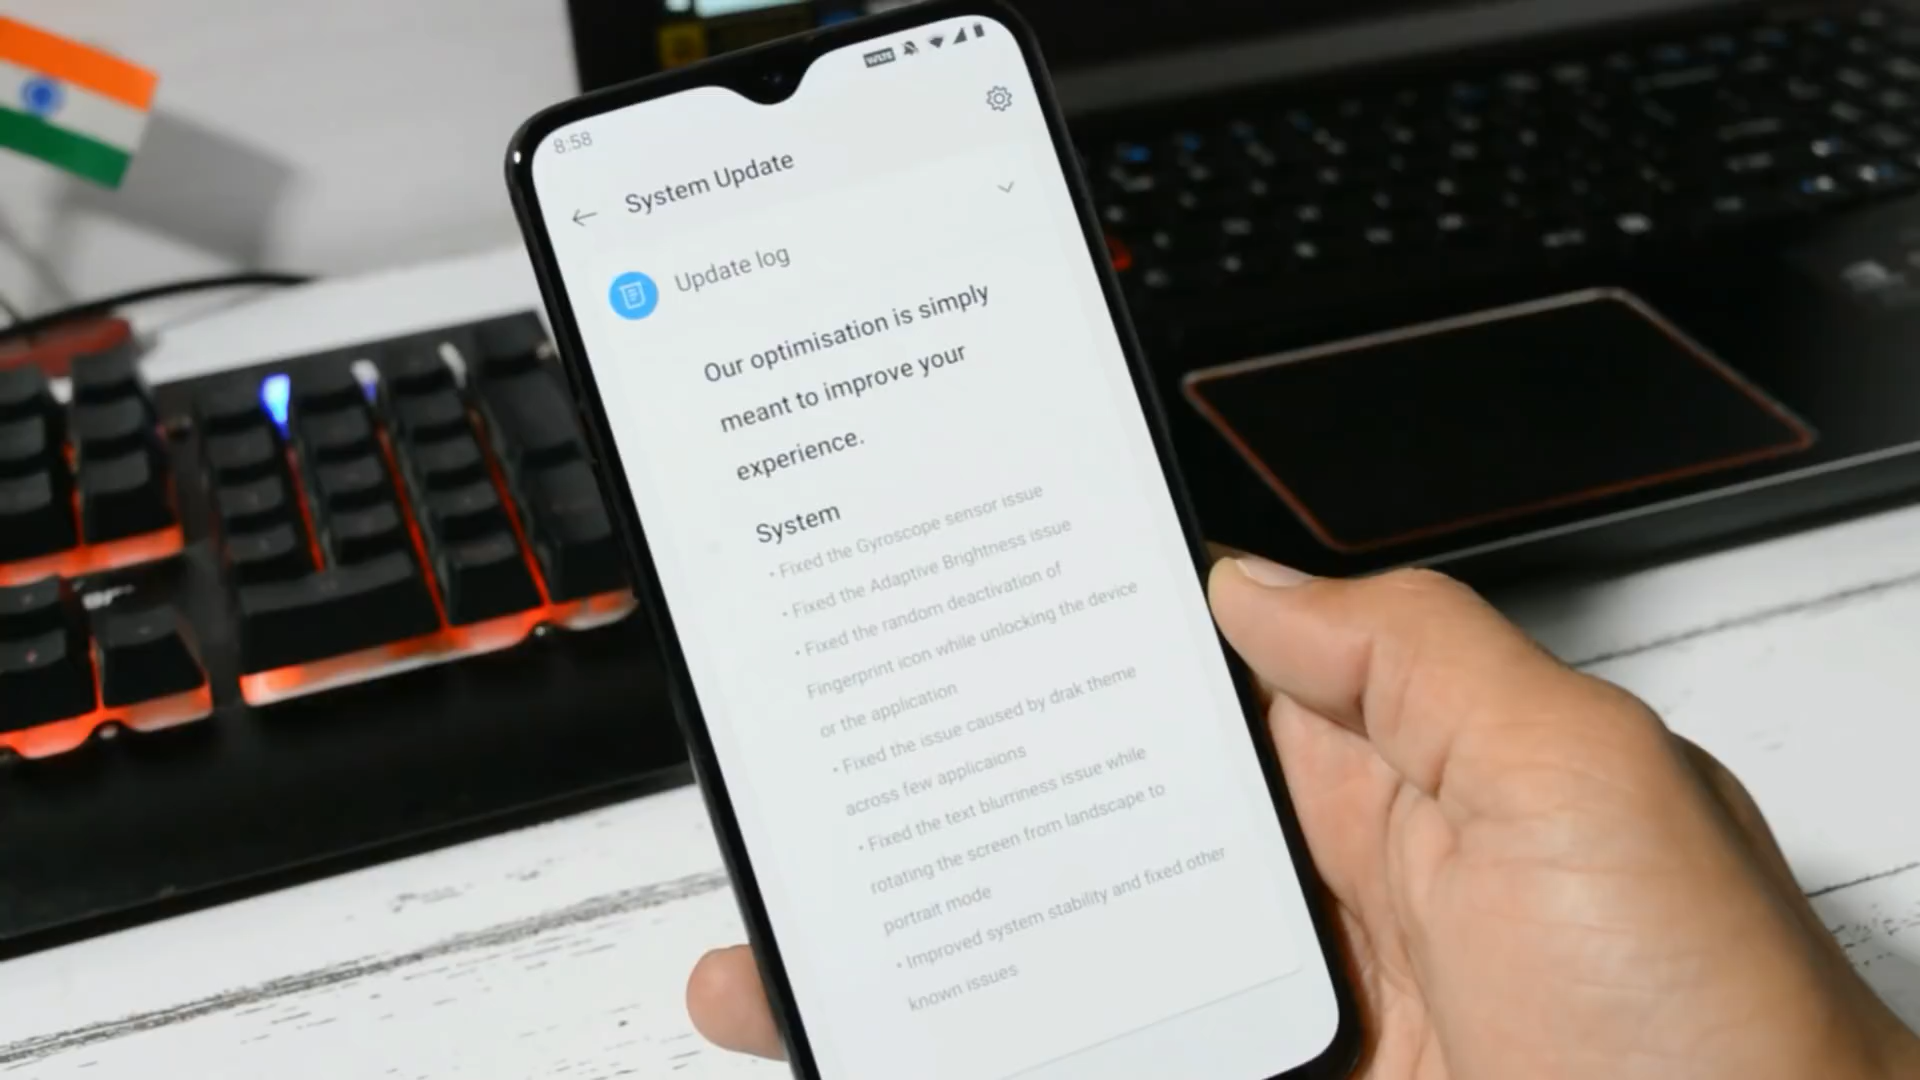 8:58
VoLTE
System Update
Update log
Our optimisation is simply
meant to improve your
experience.
System
• Fixed the Gyroscope sensor issue
• Fixed the Adaptive Brightness issue
• Fixed the random deactivation of
Fingerprint icon while unlocking the device
or the application
• Fixed the issue caused by drak theme
across few applicaions
• Fixed the text blurriness issue while
rotating the screen from landscape to
portrait mode
• Improved system stability and fixed other
known issues